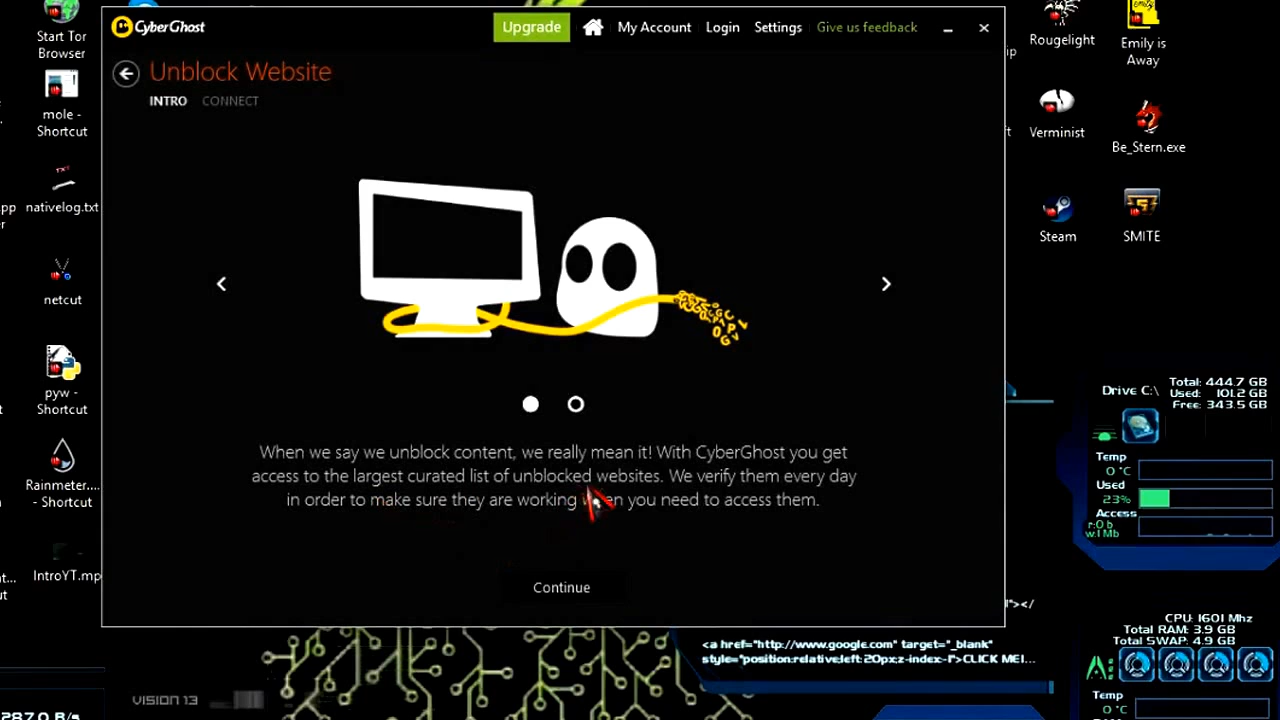 Start Tor
Browser
mole -
Shortcut
nativelog.txt
netcut
pyw -
Shortcut
Rainmeter....
- Shortcut
IntroYT.mp
CyberGhost
Upgrade
My Account
Login
Settings
Give us feedback
Unblock Website
INTRO
CONNECT
When we say we unblock content, we really mean it! With CyberGhost you get
access to the largest curated list of unblocked websites. We verify them every day
in order to make sure they are working you need to access them.
Continue
Rougelight
Emily is
Away
Verminist
Be_Stern.exe
Steam
SMITE
Drive C:\
Total: 444.7 GB
Used: 101.2 GB
Free: 343.5 GB
Temp
0 °C
Used
23%
Access
r:0 b
w:1 Mb
<a href="http://www.google.com" target="_blank"
style="position:relative;left:20px;z-index-1">CLICK ME!...
CPU: 1601 Mhz
Total RAM: 3.9 GB
Total SWAP: 4.9 GB
A:
Temp
0 °C
VISION 13
287.0 B/s